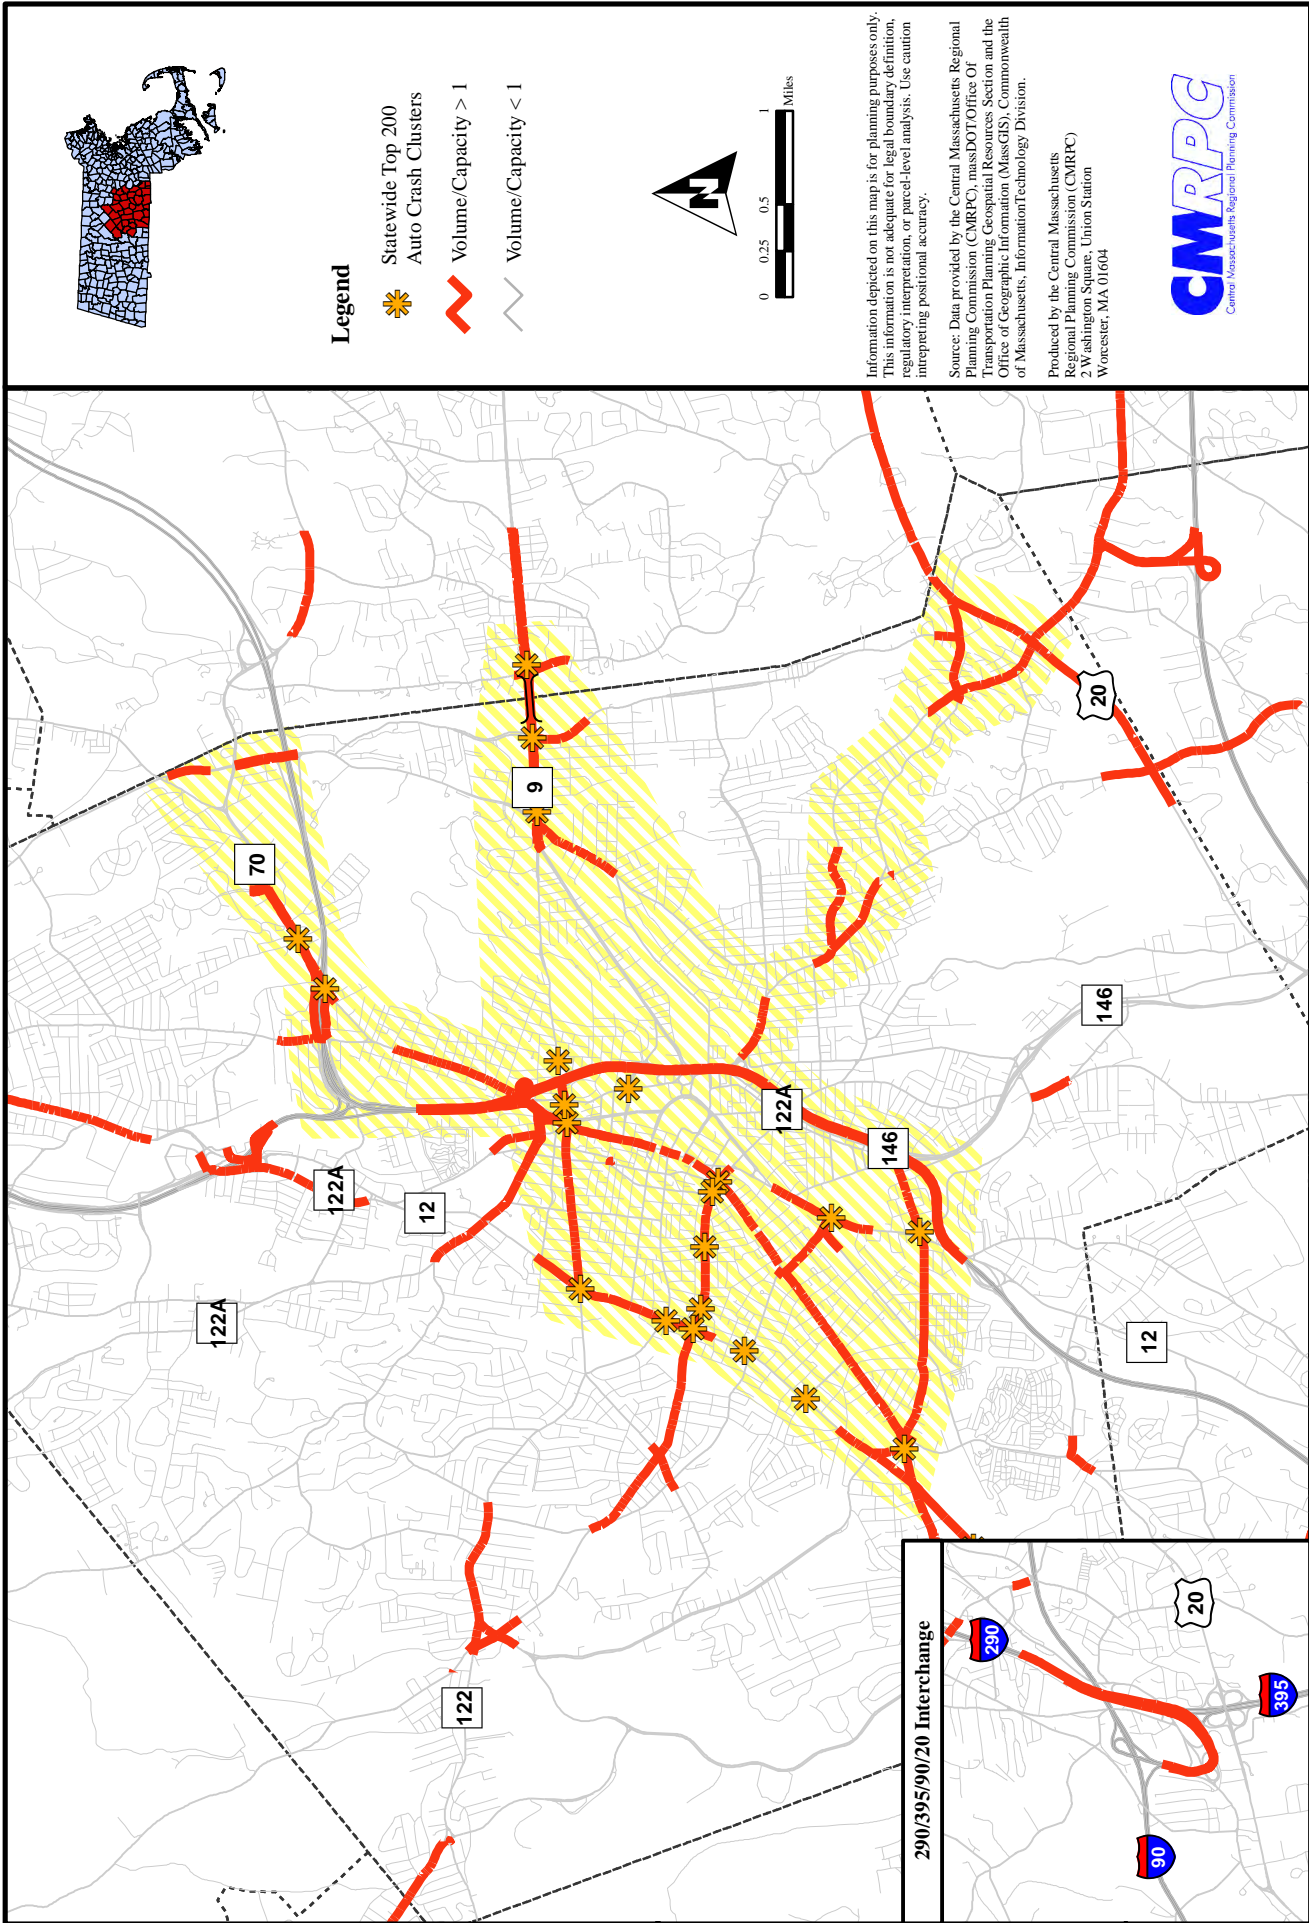 Legend
Statewide Top 200
Auto Crash Clusters
Volume/Capacity > 1
Volume/Capacity < 1
N
0 0.25 0.5 1
Miles
Information depicted on this map is for planning purposes only.
This information is not adequate for legal boundary definition,
regulatory interpretation, or parcel-level analysis. Use caution
intrepreting positional accuracy.
Source: Data provided by the Central Massachusetts Regional
Planning Commission (CMRPC), massDOT/Office Of
Transportation Planning Geospatial Resources Section and the
Office of Geographic Information (MassGIS), Commonwealth
of Massachusetts, InformationTechnology Division.
Produced by the Central Massachusetts
Regional Planning Commission (CMRPC)
2 Washington Square, Union Station
Worcester, MA 01604
CMRPC
Central Massachusetts Regional Planning Commission
70
9
20
122A
12
122A
122A
146
146
12
122
290/395/90/20 Interchange
290
20
395
90